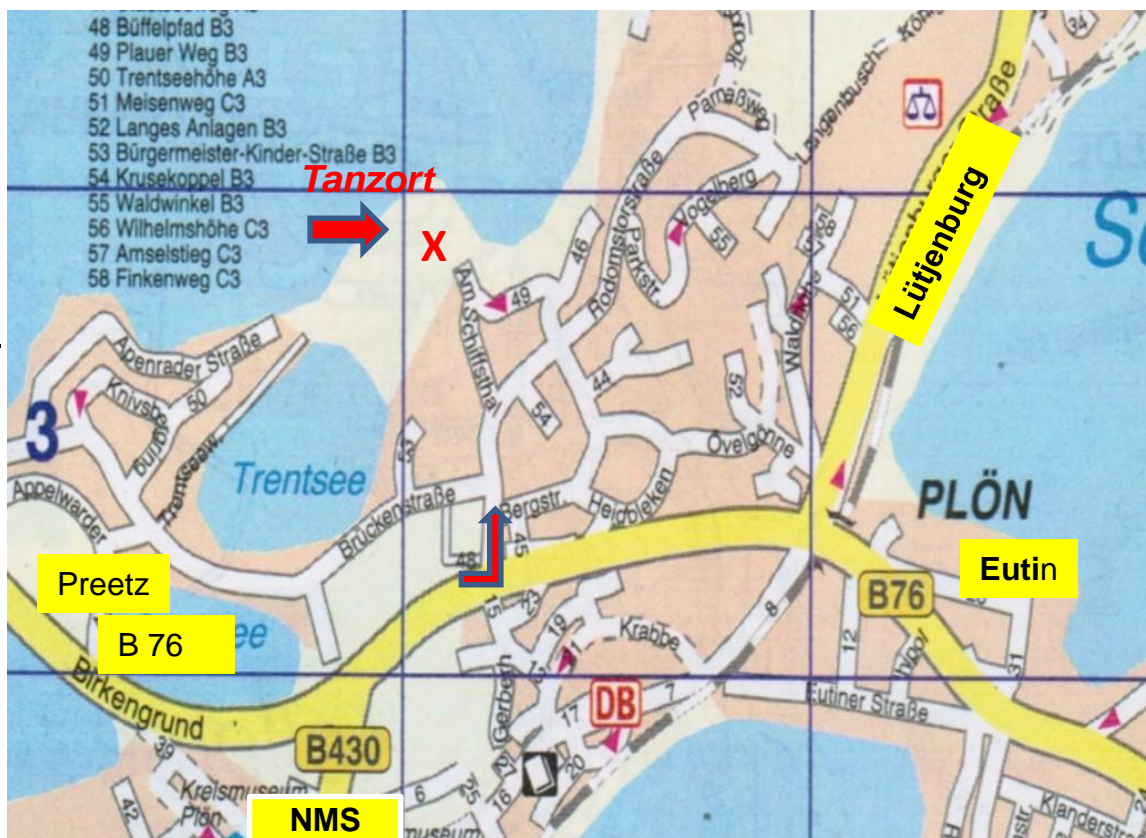 48 Büffelpfad B3
49 Plauer Weg B3
50 Trentseehöhe A3
51 Meisenweg C3
52 Langes Anlagen B3
53 Bürgermeister-Kinder-Straße B3
54 Krusekoppel B3
55 Waldwinkel B3
56 Wilhelmshöhe C3
57 Amselstieg C3
58 Finkenweg C3
Tanzort
X
34
Parnaßweg
Langenbusch
Lütjenburg
Vogelberg
55
Rodomstorstraße
Parkstr.
46
58
Am Schiffsthal
49
51
56
Apenrader Straße
Knivsbergring
50
3
44
52
54
Övelgönne
Trentsee
Trentseew.
53
Appelwarder
Brückenstraße
Bergstr.
Heidbleken
45
48
PLÖN
Preetz
Eutin
B 76
B76
15
19
Krabbe
8
12
31
Birkengrund
Gerbern
17
7
DB
Eutiner Straße
B430
39
20
16
42
Kreismuseum
Plön
6
NMS
museum
Klanderstr.